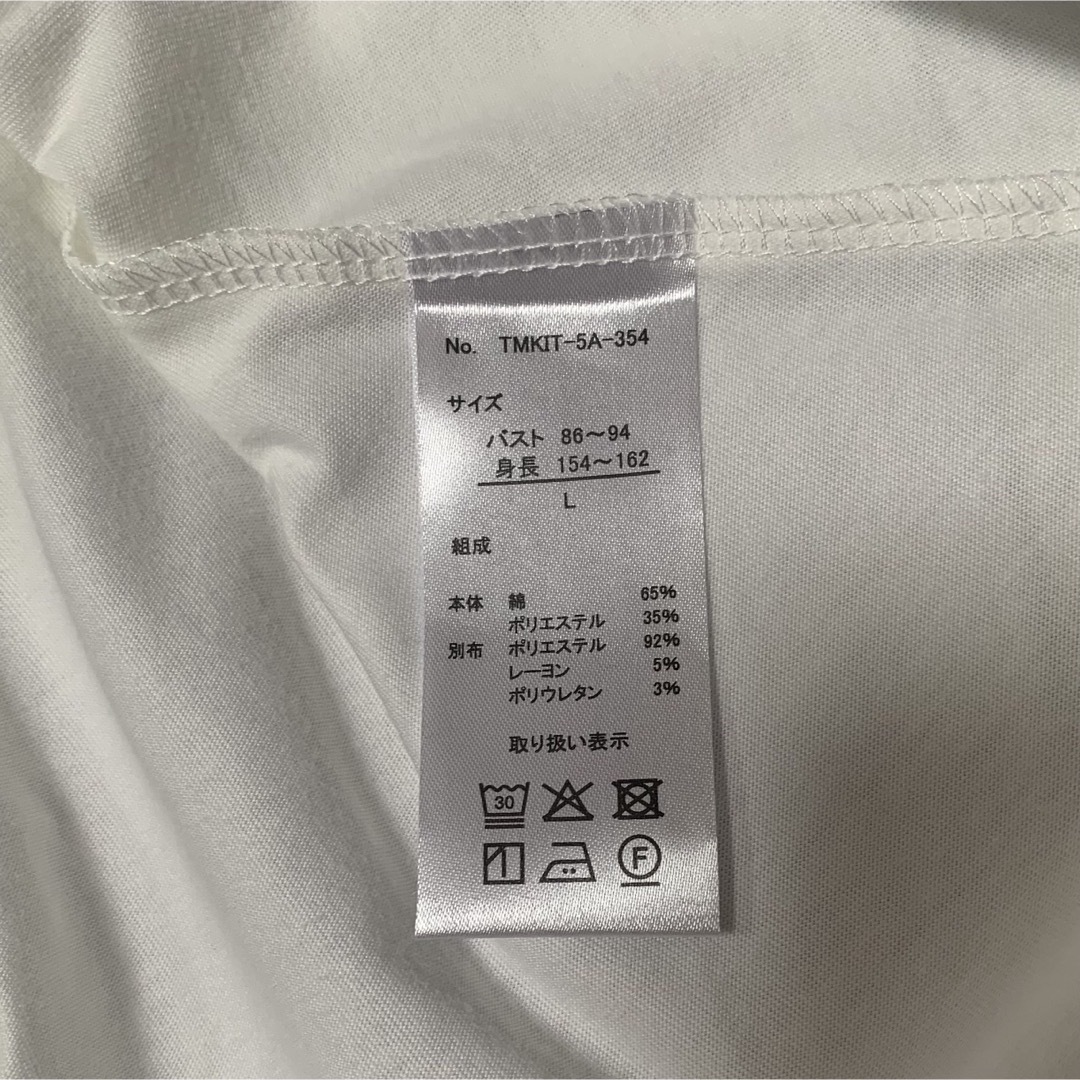 No. TMKIT-5A-354
サイズ
バスト 86～94
身長 154～162
L
組成
本体 綿 65%
ポリエステル 35%
別布 ポリエステル 92%
レーヨン 5%
ポリウレタン 3%
取り扱い表示
30
F